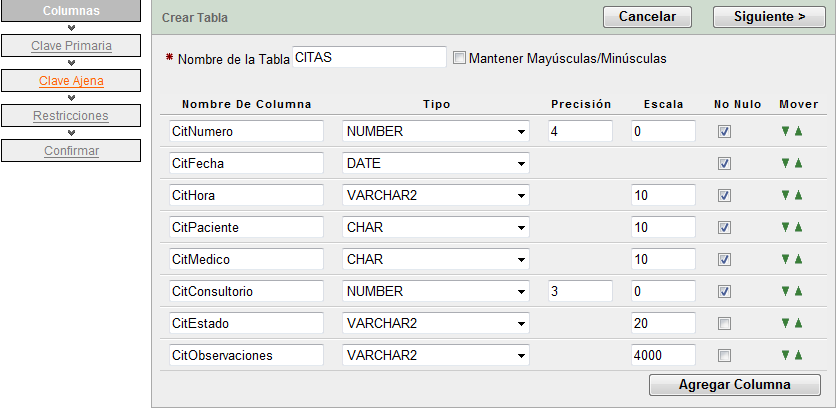 Columnas
Clave Primaria
Clave Ajena
Restricciones
Confirmar
Crear Tabla
Cancelar
Siguiente >
* Nombre de la Tabla CITAS Mantener Mayúsculas/Minúsculas
Nombre De Columna Tipo Precisión Escala No Nulo Mover
CitNumero NUMBER 4 0
CitFecha DATE
CitHora VARCHAR2 10
CitPaciente CHAR 10
CitMedico CHAR 10
CitConsultorio NUMBER 3 0
CitEstado VARCHAR2 20
CitObservaciones VARCHAR2 4000
Agregar Columna